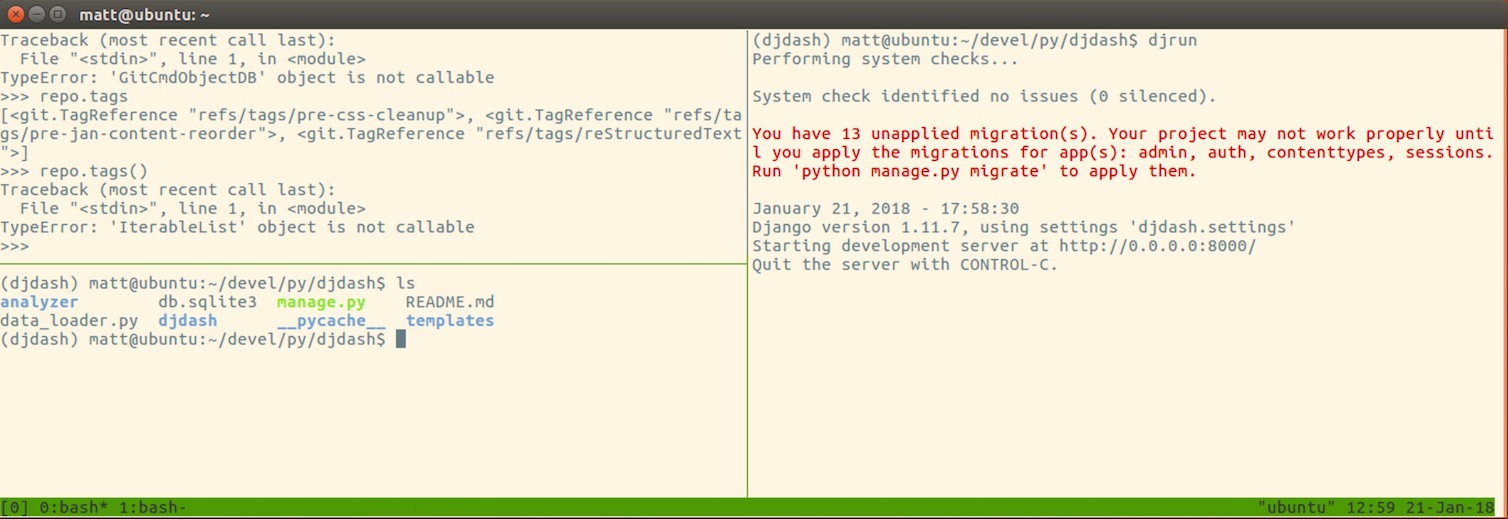 matt@ubuntu: ~
Traceback (most recent call last):
  File "<stdin>", line 1, in <module>
TypeError: 'GitCmdObjectDB' object is not callable
>>> repo.tags
[<git.TagReference "refs/tags/pre-css-cleanup">, <git.TagReference "refs/ta
gs/pre-jan-content-reorder">, <git.TagReference "refs/tags/reStructuredText
">]
>>> repo.tags()
Traceback (most recent call last):
  File "<stdin>", line 1, in <module>
TypeError: 'IterableList' object is not callable
>>>
(djdash) matt@ubuntu:~/devel/py/djdash$ ls
analyzer        db.sqlite3  manage.py    README.md
data_loader.py  djdash      __pycache__  templates
(djdash) matt@ubuntu:~/devel/py/djdash$
(djdash) matt@ubuntu:~/devel/py/djdash$ djrun
Performing system checks...
System check identified no issues (0 silenced).
You have 13 unapplied migration(s). Your project may not work properly unti
l you apply the migrations for app(s): admin, auth, contenttypes, sessions.
Run 'python manage.py migrate' to apply them.
January 21, 2018 - 17:58:30
Django version 1.11.7, using settings 'djdash.settings'
Starting development server at http://0.0.0.0:8000/
Quit the server with CONTROL-C.
[0] 0:bash* 1:bash- "ubuntu" 12:59 21-Jan-18